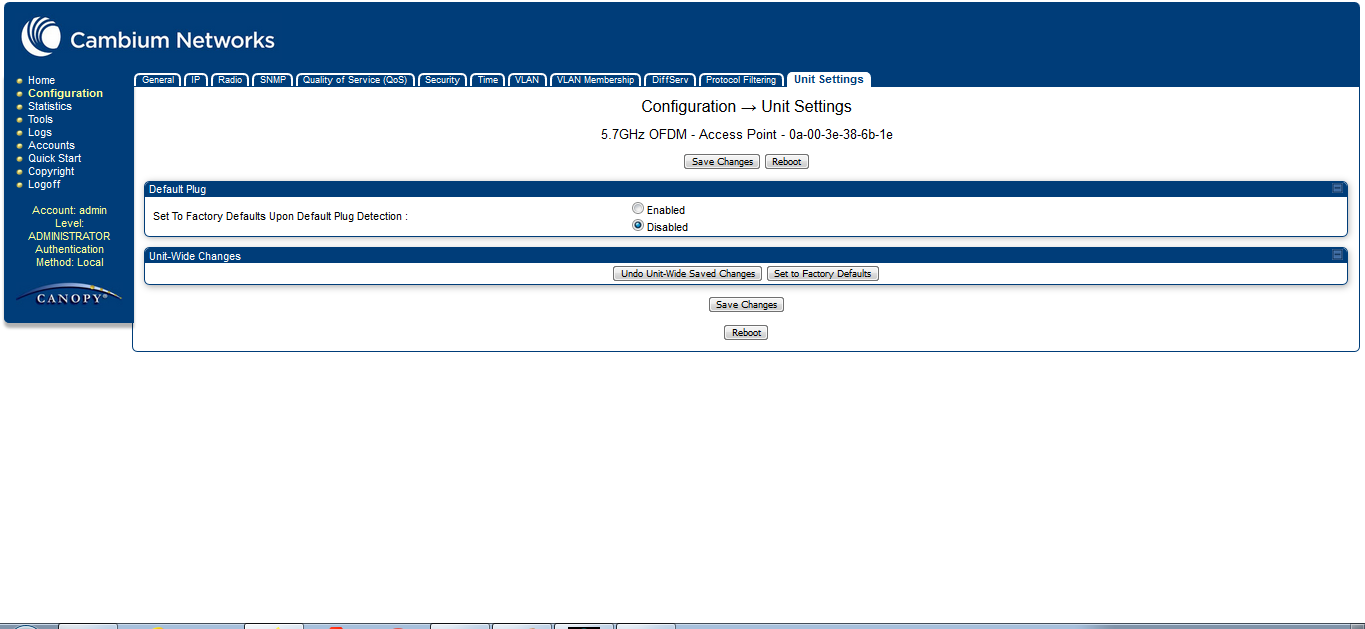 Cambium Networks
Home
Configuration
Statistics
Tools
Logs
Accounts
Quick Start
Copyright
Logoff
Account: admin
Level:
ADMINISTRATOR
Authentication
Method: Local
CANOPY®
General IP Radio SNMP Quality of Service (QoS) Security Time VLAN VLAN Membership DiffServ Protocol Filtering Unit Settings
Configuration → Unit Settings
5.7GHz OFDM - Access Point - 0a-00-3e-38-6b-1e
Save Changes Reboot
Default Plug
Set To Factory Defaults Upon Default Plug Detection :
Enabled
Disabled
Unit-Wide Changes
Undo Unit-Wide Saved Changes Set to Factory Defaults
Save Changes
Reboot